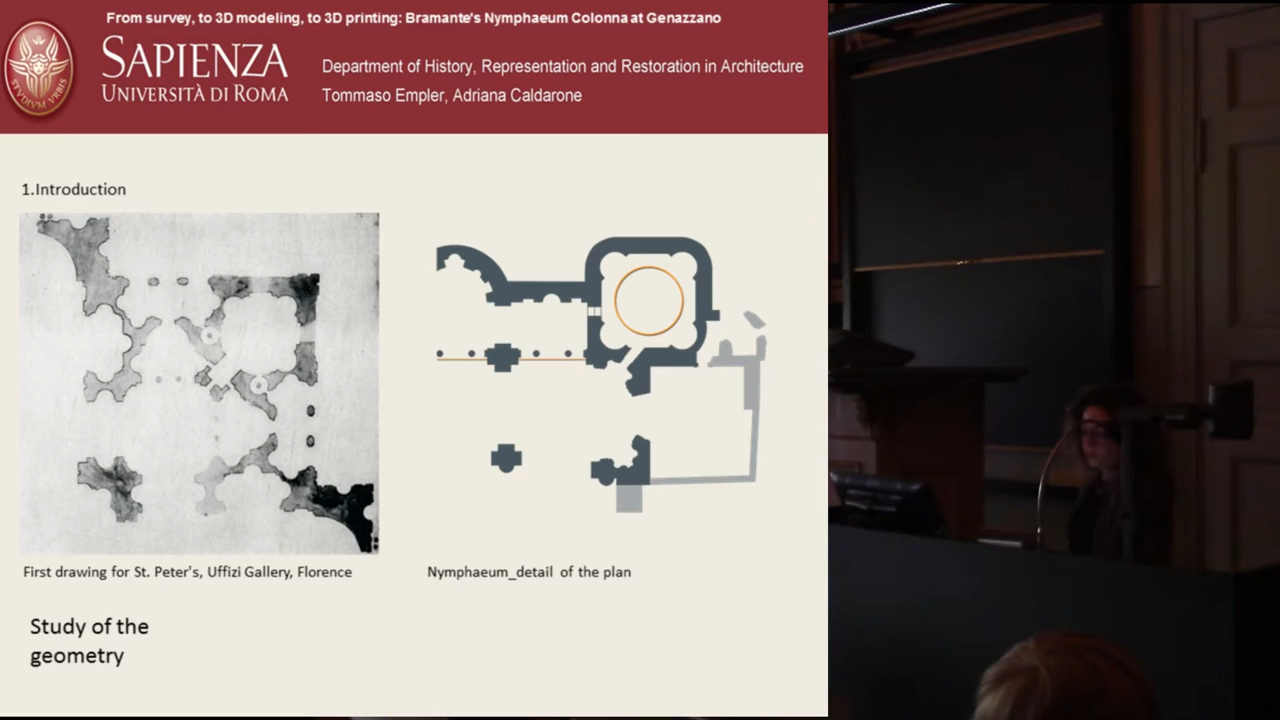 From survey, to 3D modeling, to 3D printing: Bramante's Nymphaeum Colonna at Genazzano
SAPIENZA
UNIVERSITÀ DI ROMA
STVDIVM VRBIS
Department of History, Representation and Restoration in Architecture
Tommaso Empler, Adriana Caldarone
1.Introduction
First drawing for St. Peter's, Uffizi Gallery, Florence
Nymphaeum_detail of the plan
Study of the
geometry